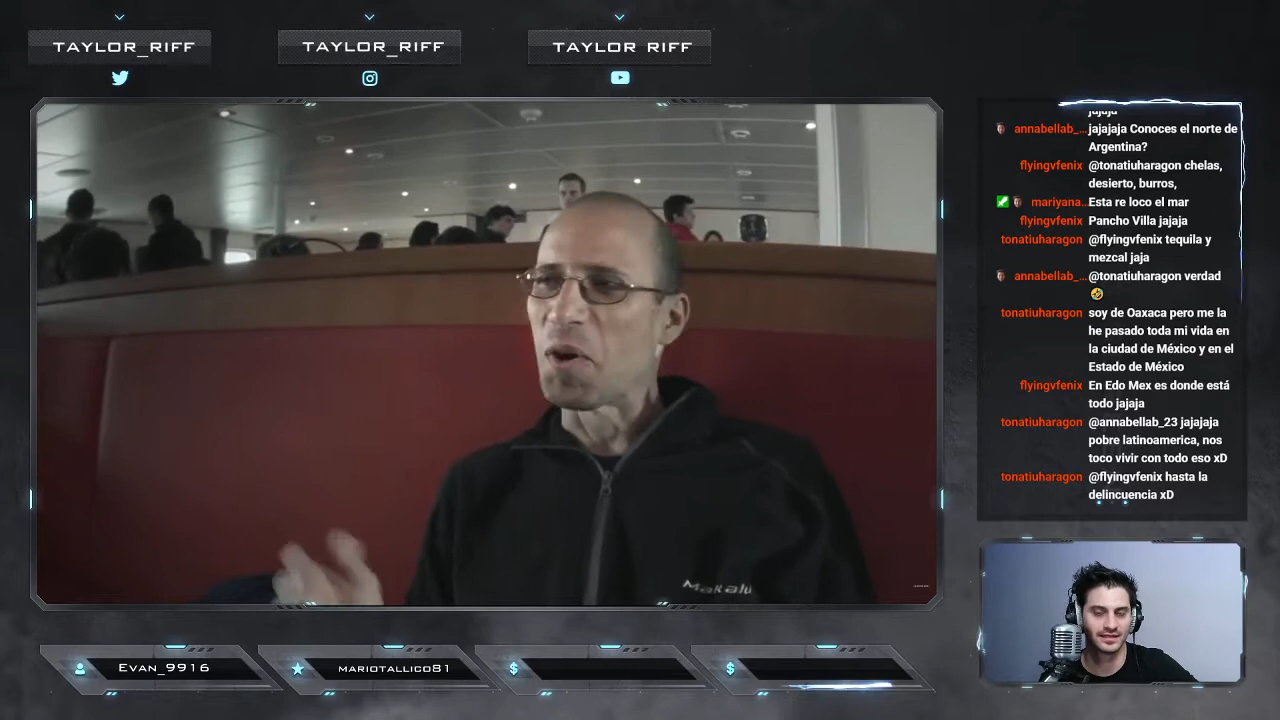 TAYLOR_RIFF
TAYLOR_RIFF
TAYLOR RIFF
jajaja
annabellab_... jajajaja Conoces el norte de
Argentina?
flyingvfenix @tonatiuharagon chelas,
desierto, burros,
mariyana... Esta re loco el mar
flyingvfenix Pancho Villa jajaja
tonatiuharagon @flyingvfenix tequila y
mezcal jaja
annabellab_... @tonatiuharagon verdad
🤣
tonatiuharagon soy de Oaxaca pero me la
he pasado toda mi vida en
la ciudad de México y en el
Estado de México
flyingvfenix En Edo Mex es donde está
todo jajaja
tonatiuharagon @annabellab_23 jajajaja
pobre latinoamerica, nos
toco vivir con todo eso xD
tonatiuharagon @flyingvfenix hasta la
delincuencia xD
Makalu
Evan_9916
mariotallico81
$
$